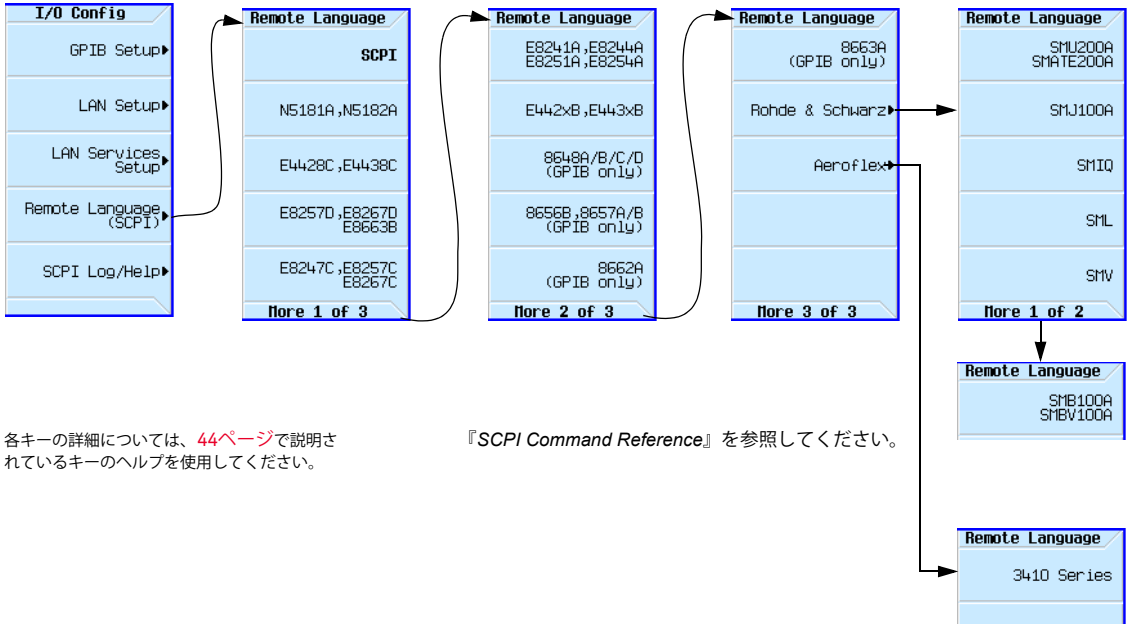 I/O Config
GPIB Setup
LAN Setup
LAN Services
Setup
Remote Language
(SCPI)
SCPI Log/Help
Remote Language
SCPI
N5181A,N5182A
E4428C,E4438C
E8257D,E8267D
E8663B
E8247C,E8257C
E8267C
More 1 of 3
Remote Language
E8241A,E8244A
E8251A,E8254A
E442xB,E443xB
8648A/B/C/D
(GPIB only)
8656B,8657A/B
(GPIB only)
8662A
(GPIB only)
More 2 of 3
Remote Language
8663A
(GPIB only)
Rohde & Schwarz
Aeroflex
More 3 of 3
Remote Language
SMU200A
SMATE200A
SMJ100A
SMIQ
SML
SMV
More 1 of 2
Remote Language
SMB100A
SMBV100A
各キーの詳細については、44ページで説明さ
れているキーのヘルプを使用してください。
『SCPI Command Reference』を参照してください。
Remote Language
3410 Series